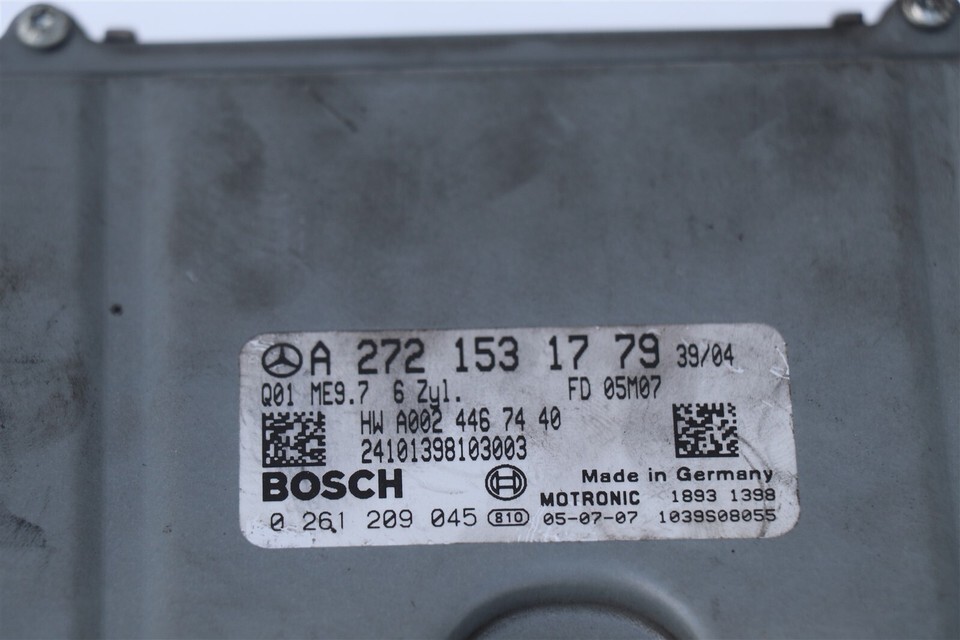 A 272 153 17 79 39/04
Q01 ME9.7 6 Zyl. FD 05M07
HW A002 446 74 40
24101398103003
BOSCH Made in Germany
MOTRONIC 1893 1398
0 261 209 045 810 05-07-07 1039S08055